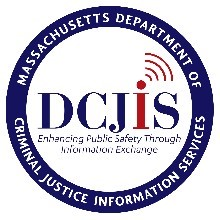 MASSACHUSETTS DEPARTMENT OF
DCJiS
Enhancing Public Safety Through
Information Exchange
CRIMINAL JUSTICE INFORMATION SERVICES